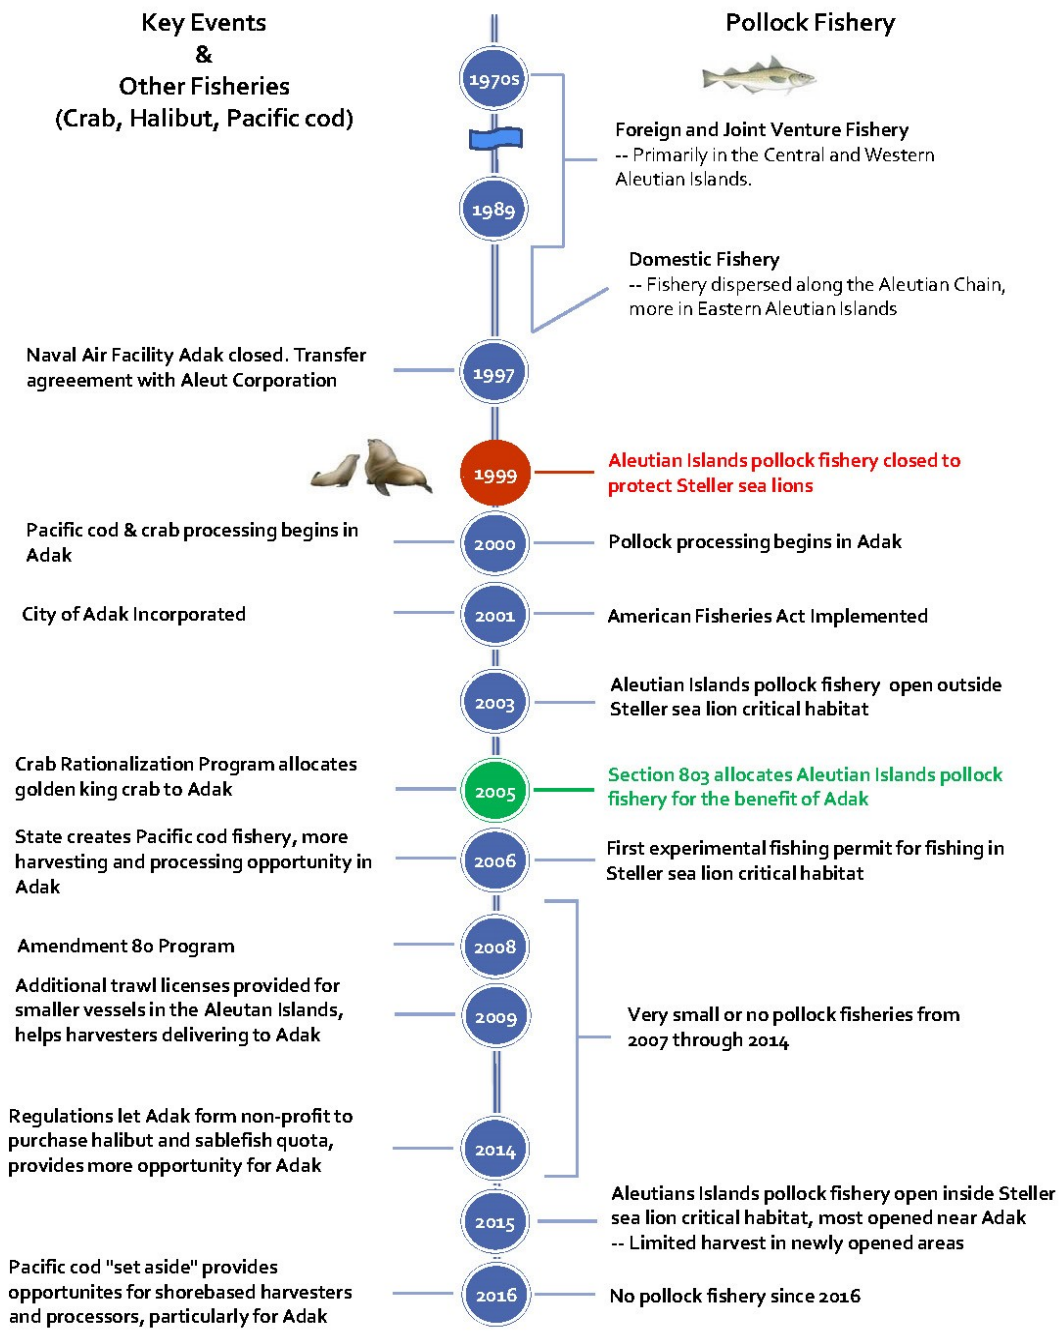 Key Events
&
Other Fisheries
(Crab, Halibut, Pacific cod)
Pollock Fishery
1970s
Foreign and Joint Venture Fishery
-- Primarily in the Central and Western
Aleutian Islands.
1989
Domestic Fishery
-- Fishery dispersed along the Aleutian Chain,
more in Eastern Aleutian Islands
Naval Air Facility Adak closed. Transfer
agreeement with Aleut Corporation
1997
1999
Aleutian Islands pollock fishery closed to
protect Steller sea lions
Pacific cod & crab processing begins in
Adak
2000
Pollock processing begins in Adak
City of Adak Incorporated
2001
American Fisheries Act Implemented
2003
Aleutian Islands pollock fishery open outside
Steller sea lion critical habitat
Crab Rationalization Program allocates
golden king crab to Adak
2005
Section 803 allocates Aleutian Islands pollock
fishery for the benefit of Adak
State creates Pacific cod fishery, more
harvesting and processing opportunity in
Adak
2006
First experimental fishing permit for fishing in
Steller sea lion critical habitat
Amendment 80 Program
2008
Additional trawl licenses provided for
smaller vessels in the Aleutan Islands,
helps harvesters delivering to Adak
2009
Very small or no pollock fisheries from
2007 through 2014
Regulations let Adak form non-profit to
purchase halibut and sablefish quota,
provides more opportunity for Adak
2014
2015
Aleutians Islands pollock fishery open inside Steller
sea lion critical habitat, most opened near Adak
-- Limited harvest in newly opened areas
Pacific cod "set aside" provides
opportunites for shorebased harvesters
and processors, particularly for Adak
2016
No pollock fishery since 2016